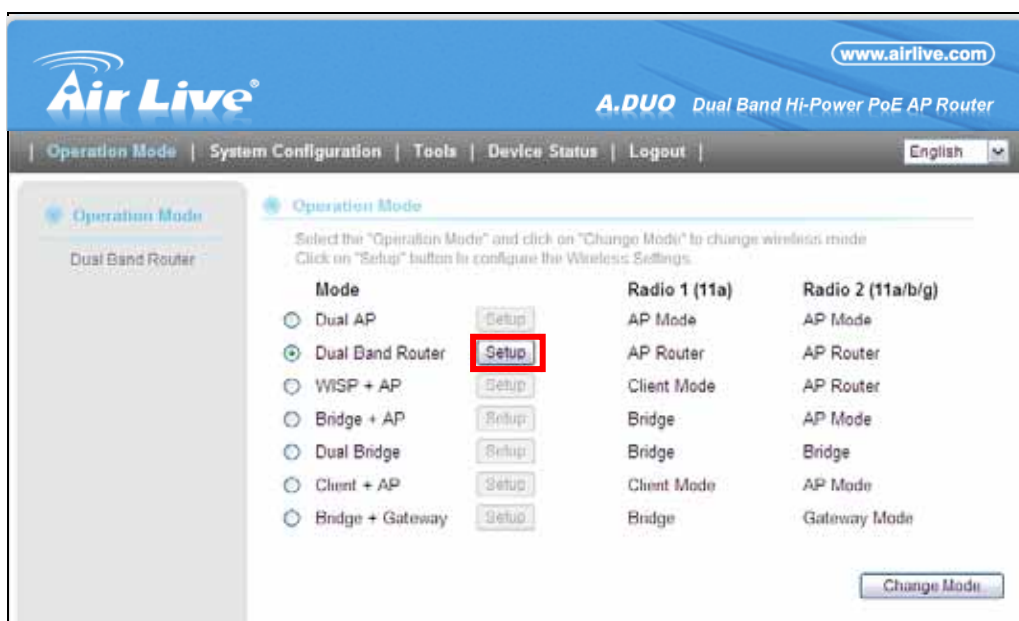 www.airlive.com
Air Live®
A.DUO Dual Band Hi-Power PoE AP Router
| Operation Mode | System Configuration | Tools | Device Status | Logout | English
Operation Mode
Dual Band Router
Operation Mode
Select the "Operation Mode" and click on "Change Mode" to change wireless mode
Click on "Setup" button to configure the Wireless Settings.
Mode Radio 1 (11a) Radio 2 (11a/b/g)
Dual AP Setup AP Mode AP Mode
Dual Band Router Setup AP Router AP Router
WISP + AP Setup Client Mode AP Router
Bridge + AP Setup Bridge AP Mode
Dual Bridge Setup Bridge Bridge
Client + AP Setup Client Mode AP Mode
Bridge + Gateway Setup Bridge Gateway Mode
Change Mode